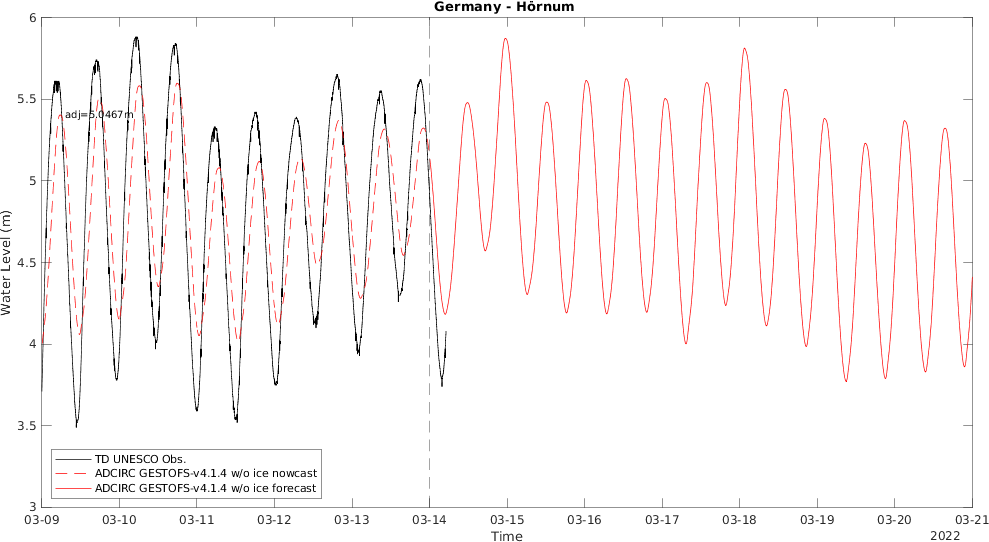 Germany - Hörnum
6
5.5
5
4.5
4
3.5
3
Water Level (m)
adj=5.0467m
TD UNESCO Obs.
ADCIRC GESTOFS-v4.1.4 w/o ice nowcast
ADCIRC GESTOFS-v4.1.4 w/o ice forecast
03-09 03-10 03-11 03-12 03-13 03-14 03-15 03-16 03-17 03-18 03-19 03-20 03-21
Time
2022